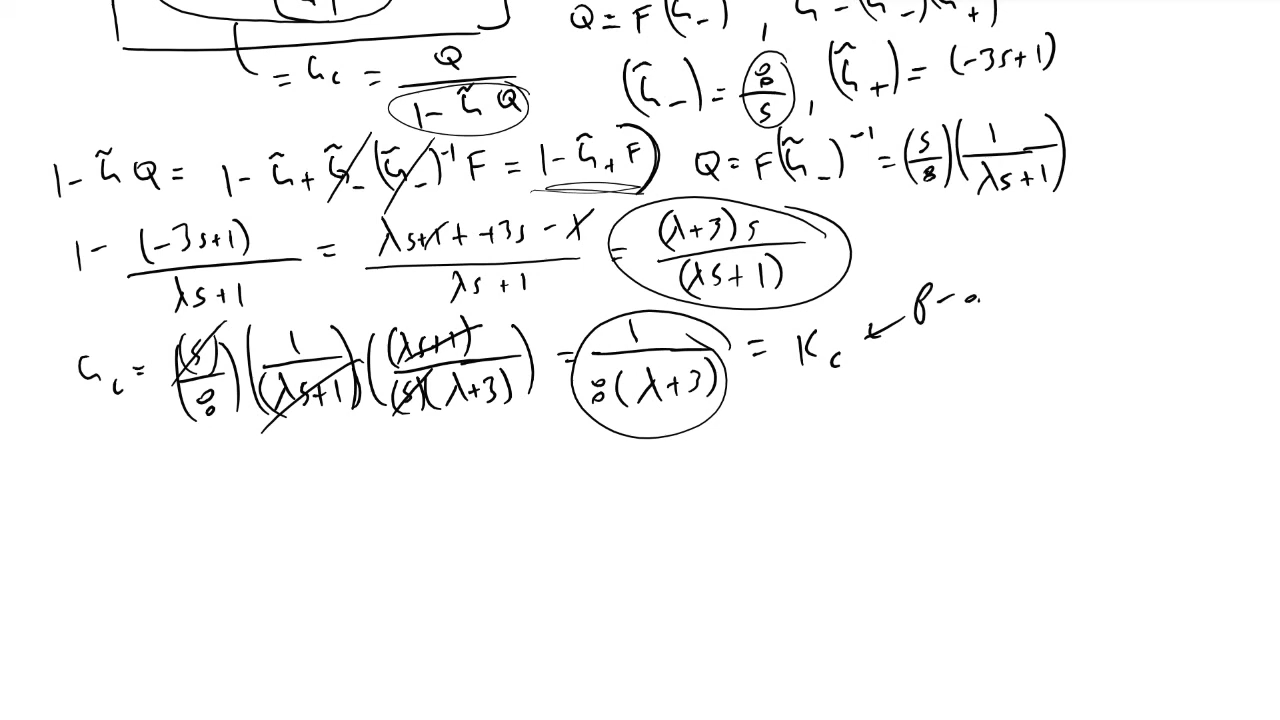 Q = F(G̃₋) , G̃ = (G̃₋)(G̃₊)
= G_c = Q / (1 - G̃ Q)
(G̃₋) = 8/s , (G̃₊) = (-3s+1)
1 - G̃ Q = 1 - G̃₊ G̃₋ (G̃₋)⁻¹ F = 1 - G̃₊ F) Q = F(G̃₋)⁻¹ = (s/8)(1/(λs+1))
1 - (-3s+1)/(λs+1) = (λs+1 + +3s - 1)/(λs+1) = (λ+3)s/(λs+1)
G_c = ((s)/8)(1/(λs+1))((λs+1)/((s)(λ+3))) = 1/(8(λ+3)) = K_c ← P-o